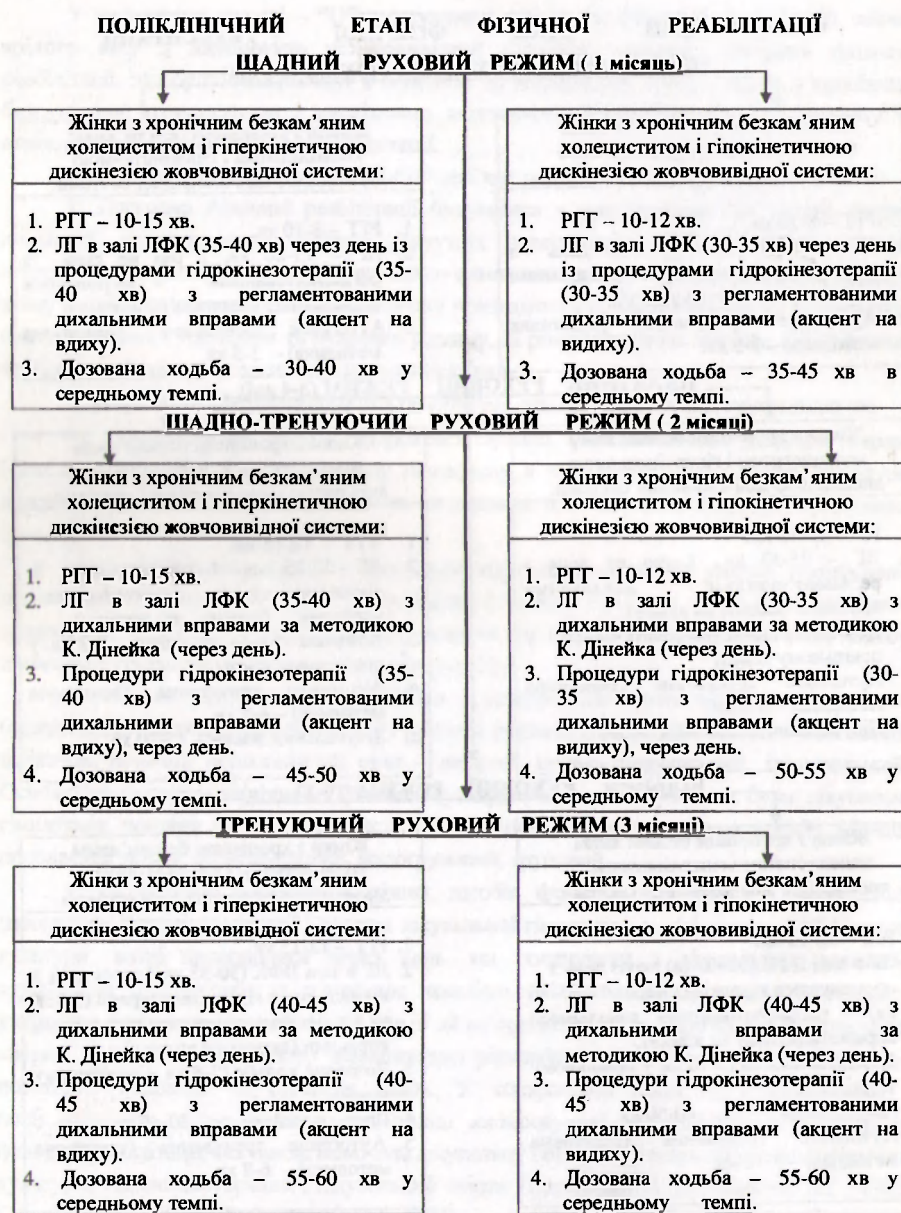 ПОЛІКЛІНІЧНИЙ ЕТАП ФІЗИЧНОЇ РЕАБІЛІТАЦІЇ
ЩАДНИЙ РУХОВИЙ РЕЖИМ ( 1 місяць)
Жінки з хронічним безкам’яним
холециститом і гіперкінетичною
дискінезією жовчовивідної системи:
1. РГГ – 10-15 хв.
2. ЛГ в залі ЛФК (35-40 хв) через день із
процедурами гідрокінезотерапії (35-
40 хв) з регламентованими
дихальними вправами (акцент на
вдиху).
3. Дозована ходьба – 30-40 хв у
середньому темпі.
Жінки з хронічним безкам’яним
холециститом і гіпокінетичною
дискінезією жовчовивідної системи:
1. РГГ – 10-12 хв.
2. ЛГ в залі ЛФК (30-35 хв) через день
із процедурами гідрокінезотерапії
(30-35 хв) з регламентованими
дихальними вправами (акцент на
видиху).
3. Дозована ходьба – 35-45 хв в
середньому темпі.
ЩАДНО-ТРЕНУЮЧИЙ РУХОВИЙ РЕЖИМ ( 2 місяці)
Жінки з хронічним безкам’яним
холециститом і гіперкінетичною
дискінезією жовчовивідної системи:
1. РГГ – 10-15 хв.
2. ЛГ в залі ЛФК (35-40 хв) з
дихальними вправами за методикою
К. Дінейка (через день).
3. Процедури гідрокінезотерапії (35-
40 хв) з регламентованими
дихальними вправами (акцент на
вдиху), через день.
4. Дозована ходьба – 45-50 хв у
середньому темпі.
Жінки з хронічним безкам’яним
холециститом і гіпокінетичною
дискінезією жовчовивідної системи:
1. РГГ – 10-12 хв.
2. ЛГ в залі ЛФК (30-35 хв) з
дихальними вправами за методикою
К. Дінейка (через день).
3. Процедури гідрокінезотерапії (30-
35 хв) з регламентованими
дихальними вправами (акцент на
видиху), через день.
4. Дозована ходьба – 50-55 хв у
середньому темпі.
ТРЕНУЮЧИЙ РУХОВИЙ РЕЖИМ (3 місяці)
Жінки з хронічним безкам’яним
холециститом і гіперкінетичною
дискінезією жовчовивідної системи:
1. РГГ – 10-15 хв.
2. ЛГ в залі ЛФК (40-45 хв) з
дихальними вправами за методикою
К. Дінейка (через день).
3. Процедури гідрокінезотерапії (40-
45 хв) з регламентованими
дихальними вправами (акцент на
вдиху).
4. Дозована ходьба – 55-60 хв у
середньому темпі.
Жінки з хронічним безкам’яним
холециститом і гіпокінетичною
дискінезією жовчовивідної системи:
1. РГГ – 10-12 хв.
2. ЛГ в залі ЛФК (40-45 хв) з
дихальними вправами за
методикою К. Дінейка (через день).
3. Процедури гідрокінезотерапії (40-
45 хв) з регламентованими
дихальними вправами (акцент на
видиху).
4. Дозована ходьба – 55-60 хв у
середньому темпі.